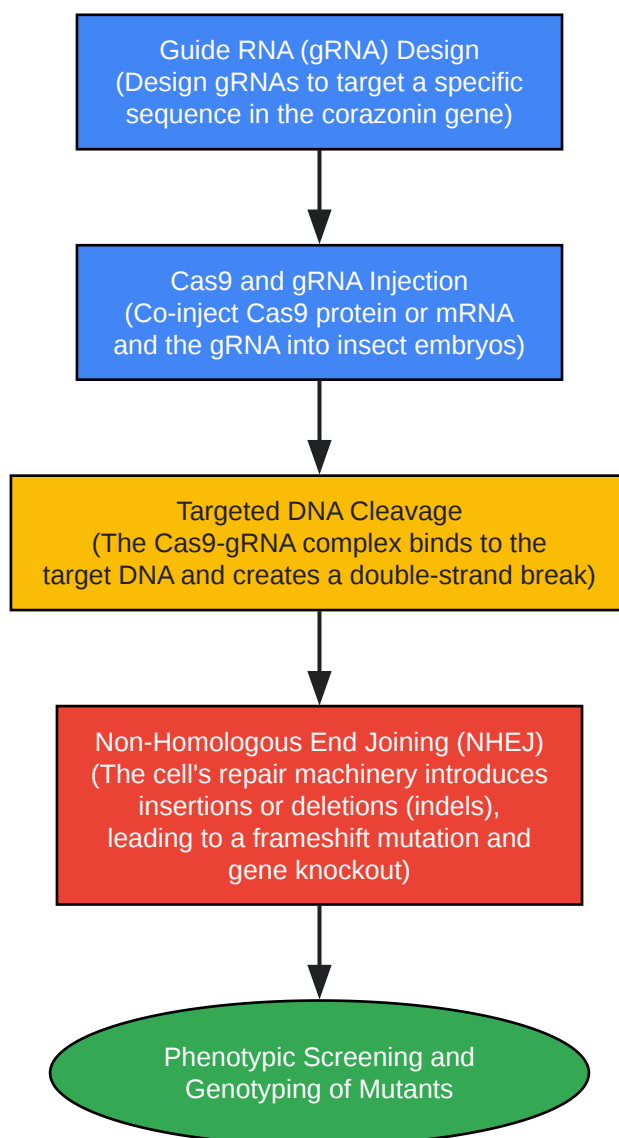 Guide RNA (gRNA) Design
(Design gRNAs to target a specific
sequence in the corazonin gene)
Cas9 and gRNA Injection
(Co-inject Cas9 protein or mRNA
and the gRNA into insect embryos)
Targeted DNA Cleavage
(The Cas9-gRNA complex binds to the
target DNA and creates a double-strand break)
Non-Homologous End Joining (NHEJ)
(The cell's repair machinery introduces
insertions or deletions (indels),
leading to a frameshift mutation and
gene knockout)
Phenotypic Screening and
Genotyping of Mutants